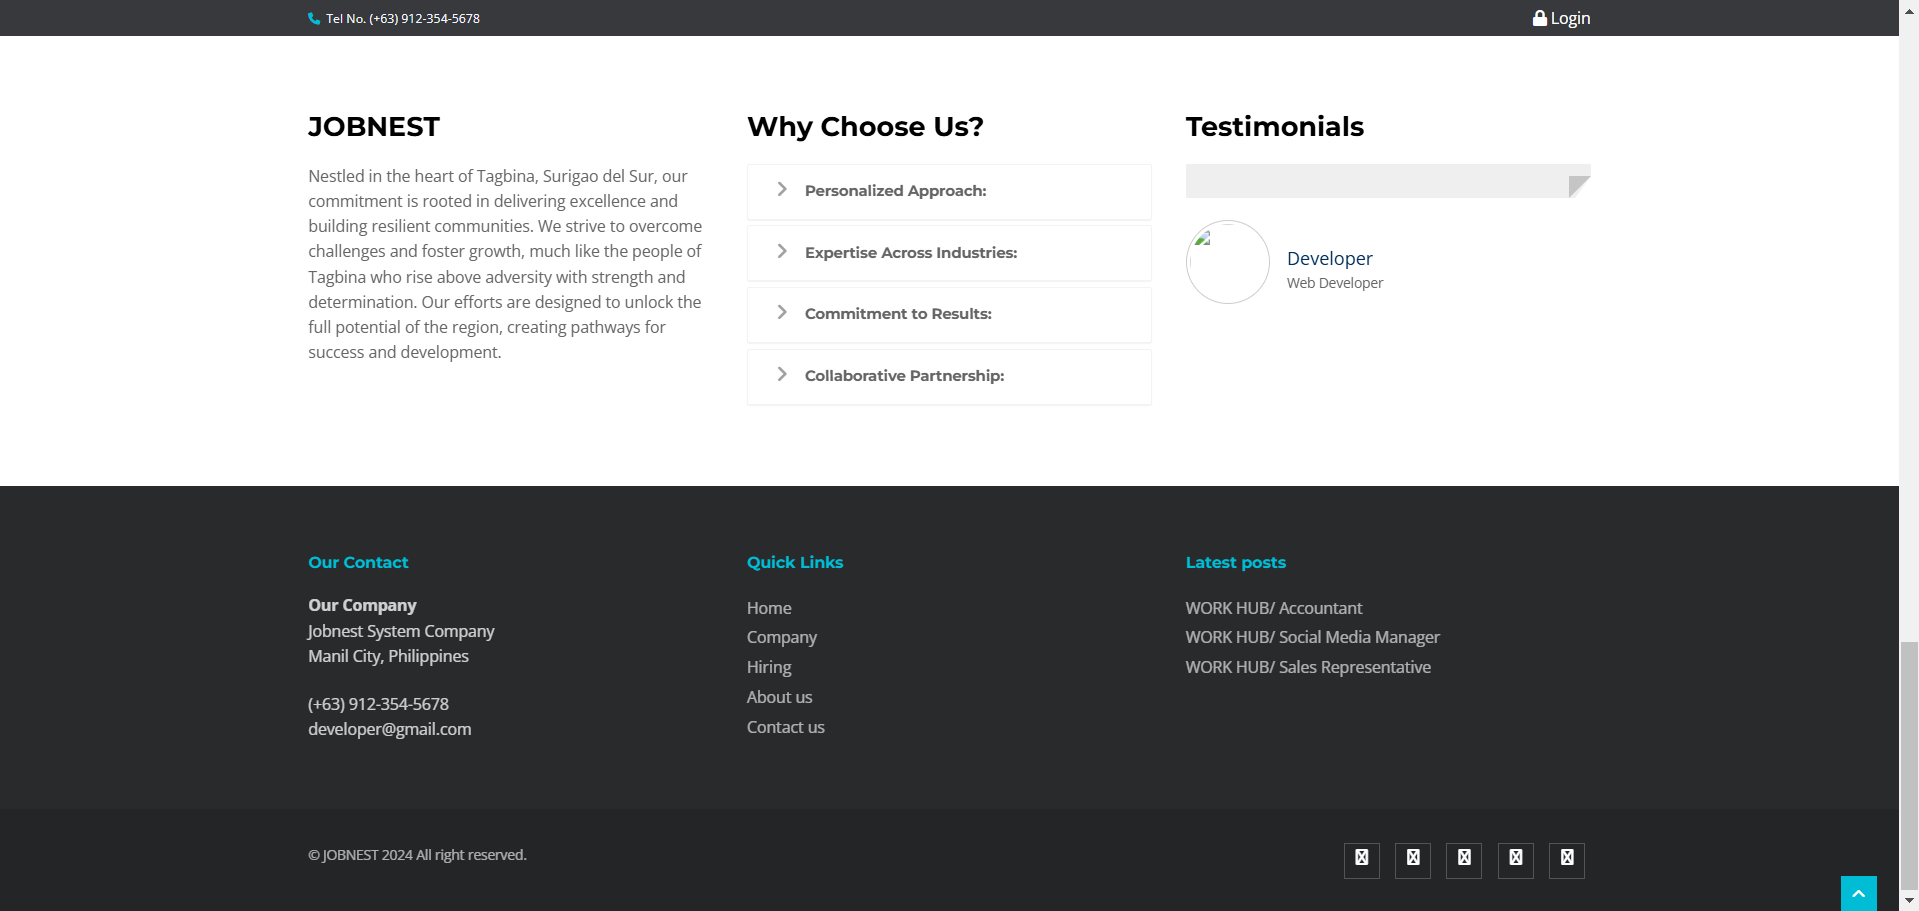 Tel No. (+63) 912-354-5678
Login
JOBNEST
Nestled in the heart of Tagbina, Surigao del Sur, our
commitment is rooted in delivering excellence and
building resilient communities. We strive to overcome
challenges and foster growth, much like the people of
Tagbina who rise above adversity with strength and
determination. Our efforts are designed to unlock the
full potential of the region, creating pathways for
success and development.
Why Choose Us?
Personalized Approach:
Expertise Across Industries:
Commitment to Results:
Collaborative Partnership:
Testimonials
Developer
Web Developer
Our Contact
Our Company
Jobnest System Company
Manil City, Philippines
(+63) 912-354-5678
developer@gmail.com
Quick Links
Home
Company
Hiring
About us
Contact us
Latest posts
WORK HUB/ Accountant
WORK HUB/ Social Media Manager
WORK HUB/ Sales Representative
© JOBNEST 2024 All right reserved.